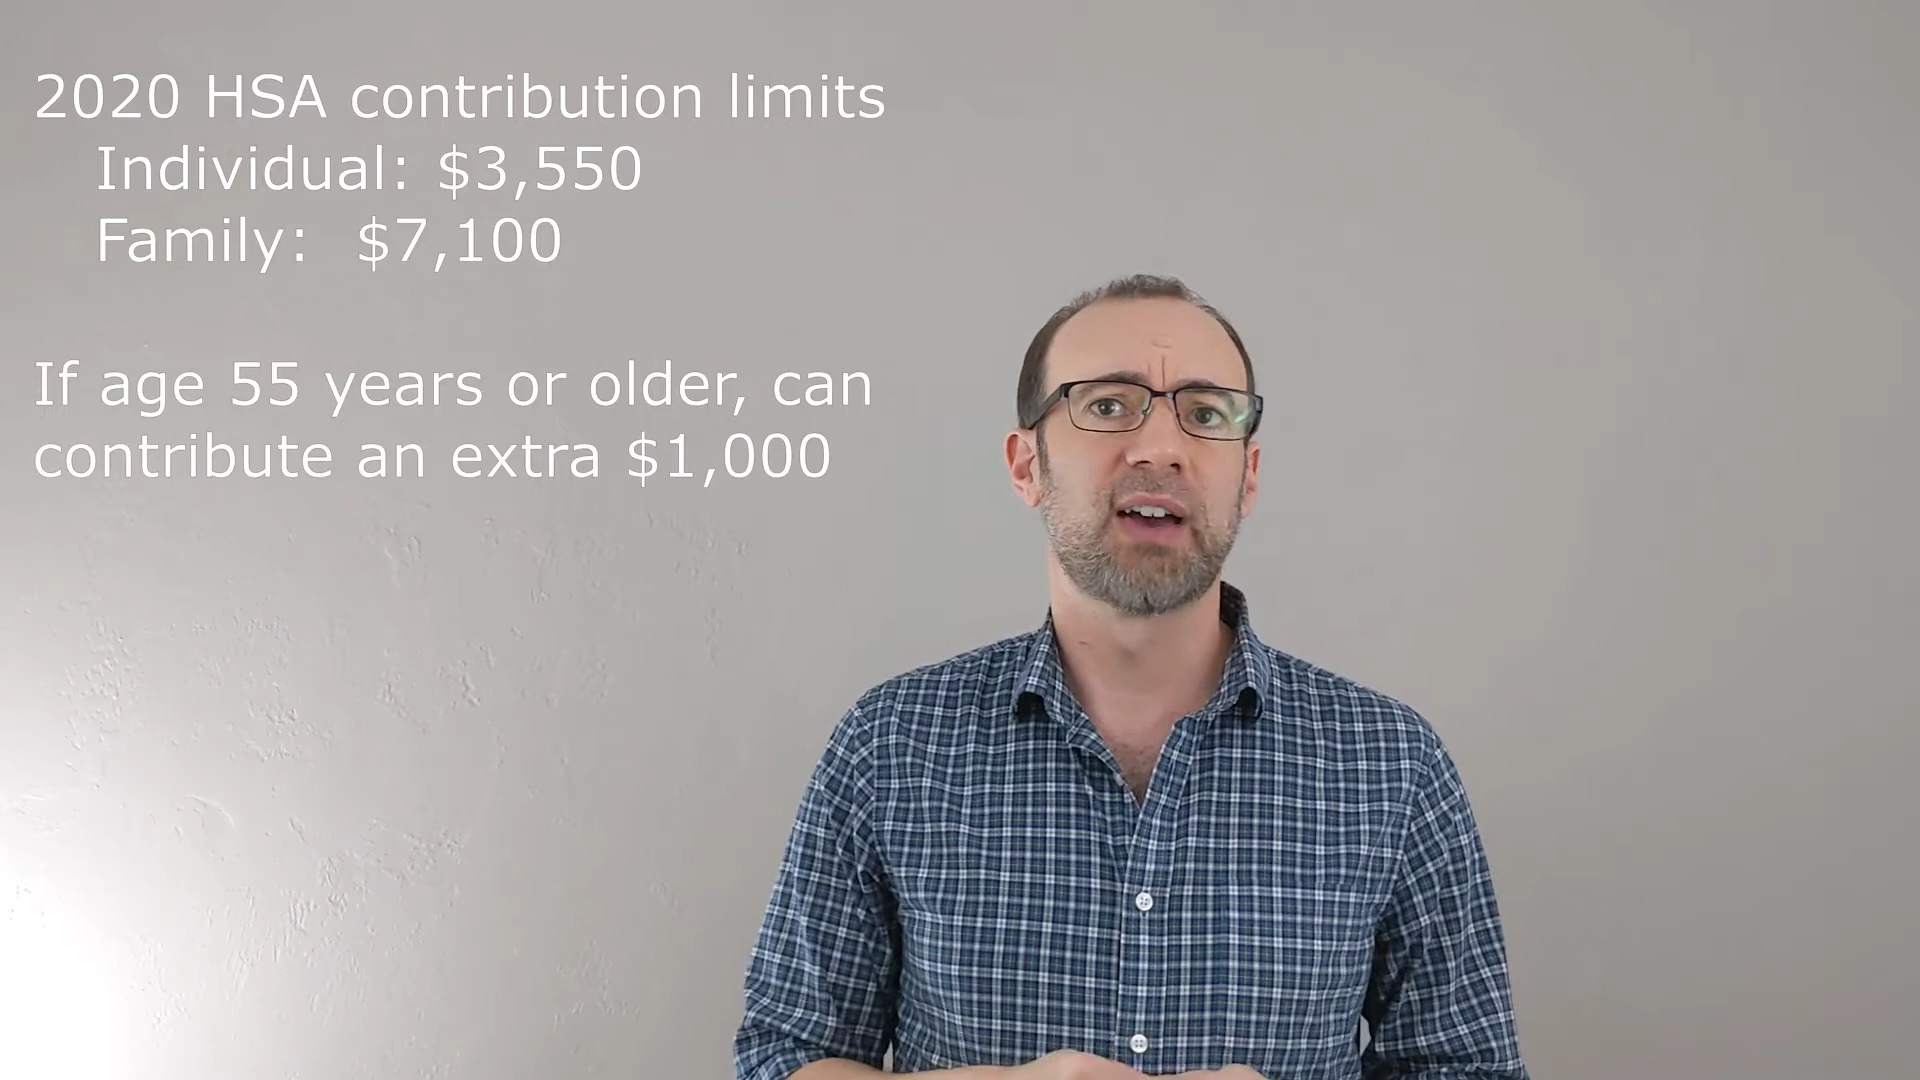 2020 HSA contribution limits
Individual: $3,550
Family: $7,100
If age 55 years or older, can
contribute an extra $1,000